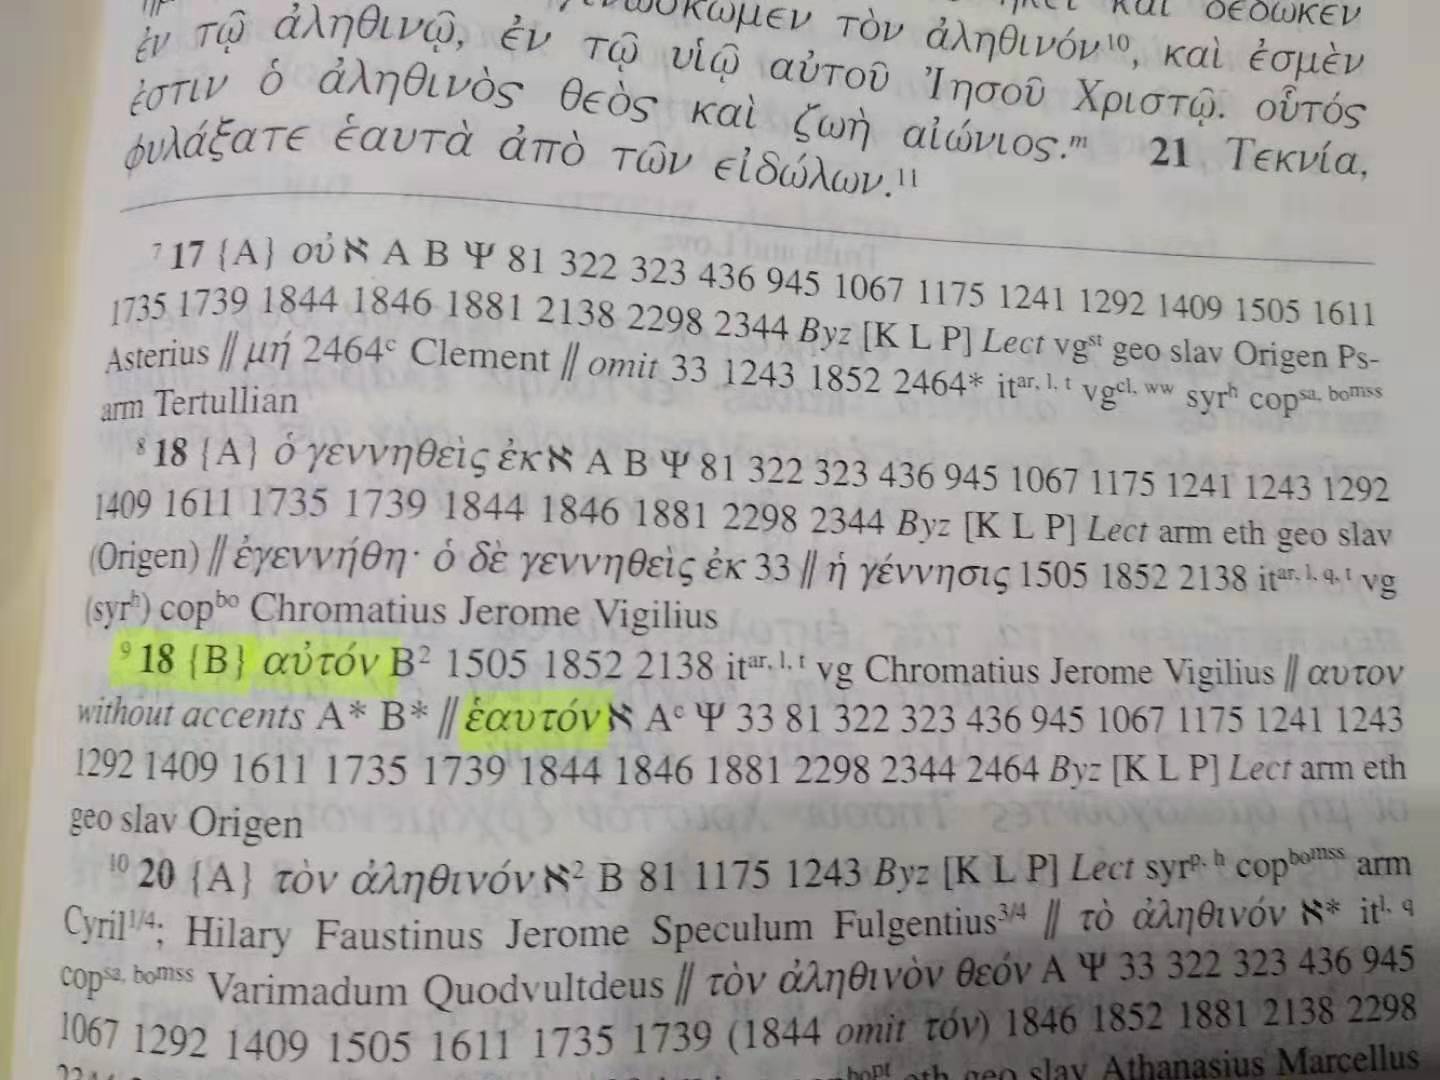 δέδωκεν
ἐν τῷ ἀληθινῷ, ἐν τῷ υἱῷ αὐτοῦ Ἰησοῦ Χριστῷ. οὗτός
τὸν ἀληθινόν¹⁰, καὶ ἐσμὲν
ἐστιν ὁ ἀληθινὸς θεὸς καὶ ζωὴ αἰώνιος.ᵐ 21 Τεκνία,
φυλάξατε ἑαυτὰ ἀπὸ τῶν εἰδώλων.¹¹
⁷ 17 {A} οὐ ℵ A B Ψ 81 322 323 436 945 1067 1175 1241 1292 1409 1505 1611
1735 1739 1844 1846 1881 2138 2298 2344 Byz [K L P] Lect vgˢᵗ geo slav Origen Ps-
Asterius // μή 2464ᶜ Clement // omit 33 1243 1852 2464* itᵃʳ, ˡ, ᵗ vgᶜˡ, ʷʷ syrʰ copˢᵃ, ᵇᵒᵐˢˢ
arm Tertullian
⁸ 18 {A} ὁ γεννηθεὶς ἐκ ℵ A B Ψ 81 322 323 436 945 1067 1175 1241 1243 1292
1409 1611 1735 1739 1844 1846 1881 2298 2344 Byz [K L P] Lect arm eth geo slav
(Origen) // ἐγεννήθη· ὁ δὲ γεννηθεὶς ἐκ 33 // ἡ γέννησις 1505 1852 2138 itᵃʳ, ˡ, q, ᵗ vg
(syrʰ) copᵇᵒ Chromatius Jerome Vigilius
⁹ 18 {B} αὐτόν B² 1505 1852 2138 itᵃʳ, ˡ, ᵗ vg Chromatius Jerome Vigilius // αυτον
without accents A* B* // ἑαυτόν ℵ Aᶜ Ψ 33 81 322 323 436 945 1067 1175 1241 1243
1292 1409 1611 1735 1739 1844 1846 1881 2298 2344 2464 Byz [K L P] Lect arm eth
geo slav Origen
¹⁰ 20 {A} τὸν ἀληθινόν ℵ² B 81 1175 1243 Byz [K L P] Lect syrᵖ, ʰ copᵇᵒᵐˢˢ arm
Cyril¹/⁴; Hilary Faustinus Jerome Speculum Fulgentius³/⁴ // τὸ ἀληθινόν ℵ* itˡ, q
copˢᵃ, ᵇᵒᵐˢˢ Varimadum Quodvultdeus // τὸν ἀληθινὸν θεόν A Ψ 33 322 323 436 945
1067 1292 1409 1505 1611 1735 1739 (1844 omit τόν) 1846 1852 1881 2138 2298
geo slav Athanasius Marcellus